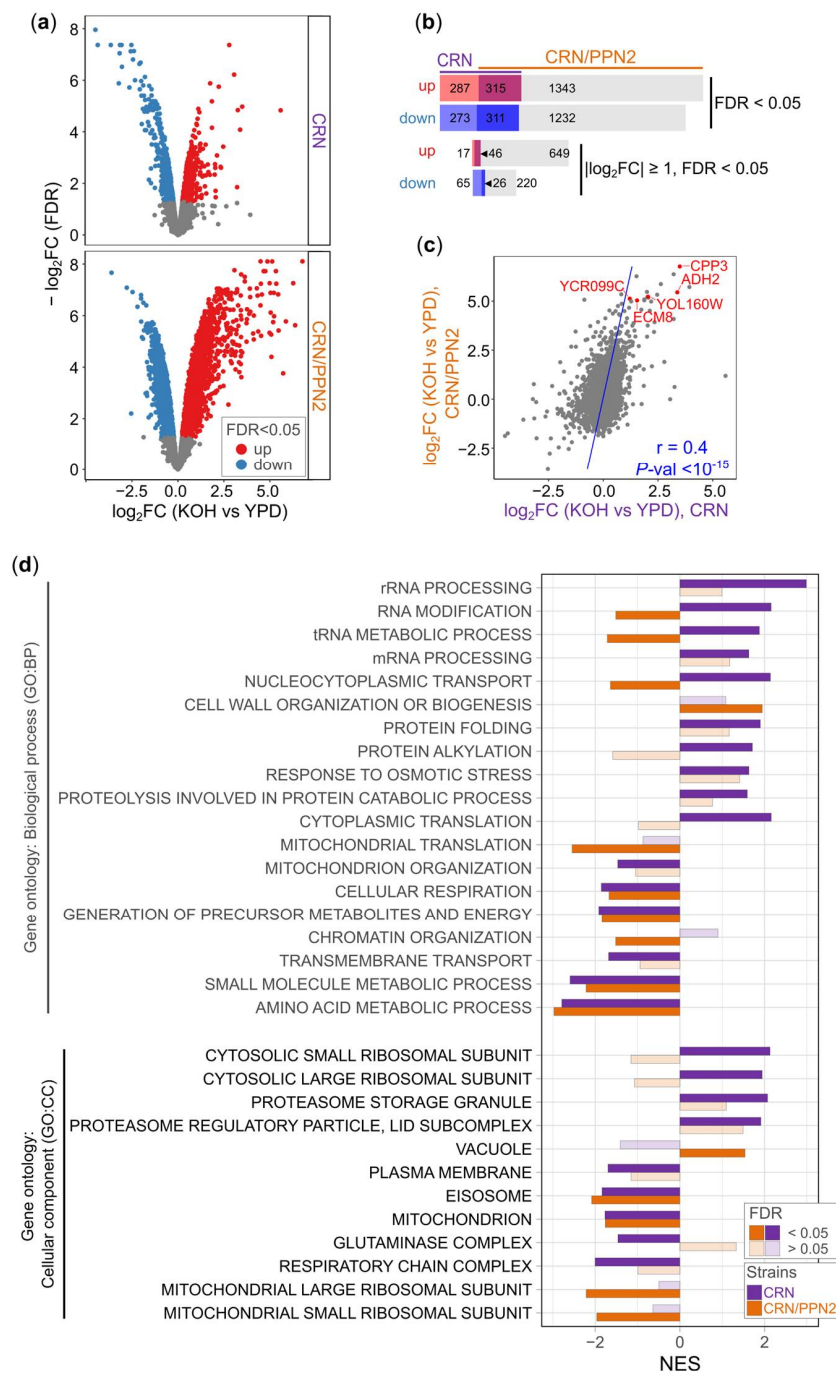 (a)
8
6
4
2
0
CRN
− log2FC (FDR)
8
6
4
2
0
CRN/PPN2
FDR<0.05
up
down
−2.5 0.0 2.5 5.0
log2FC (KOH vs YPD)
(b)
CRN
CRN/PPN2
up 287 315 1343
down 273 311 1232
FDR < 0.05
up 17 46 649
down 65 26 220
|log2FC| ≥ 1, FDR < 0.05
(c)
CPP3
ADH2
YCR099C
YOL160W
ECM8
5.0
2.5
0.0
−2.5
log2FC (KOH vs YPD),
CRN/PPN2
r = 0.4
P-val <10-15
−2.5 0.0 2.5 5.0
log2FC (KOH vs YPD), CRN
(d)
Gene ontology: Biological process (GO:BP)
rRNA PROCESSING
RNA MODIFICATION
tRNA METABOLIC PROCESS
mRNA PROCESSING
NUCLEOCYTOPLASMIC TRANSPORT
CELL WALL ORGANIZATION OR BIOGENESIS
PROTEIN FOLDING
PROTEIN ALKYLATION
RESPONSE TO OSMOTIC STRESS
PROTEOLYSIS INVOLVED IN PROTEIN CATABOLIC PROCESS
CYTOPLASMIC TRANSLATION
MITOCHONDRIAL TRANSLATION
MITOCHONDRION ORGANIZATION
CELLULAR RESPIRATION
GENERATION OF PRECURSOR METABOLITES AND ENERGY
CHROMATIN ORGANIZATION
TRANSMEMBRANE TRANSPORT
SMALL MOLECULE METABOLIC PROCESS
AMINO ACID METABOLIC PROCESS
Gene ontology:
Cellular component (GO:CC)
CYTOSOLIC SMALL RIBOSOMAL SUBUNIT
CYTOSOLIC LARGE RIBOSOMAL SUBUNIT
PROTEASOME STORAGE GRANULE
PROTEASOME REGULATORY PARTICLE, LID SUBCOMPLEX
VACUOLE
PLASMA MEMBRANE
EISOSOME
MITOCHONDRION
GLUTAMINASE COMPLEX
RESPIRATORY CHAIN COMPLEX
MITOCHONDRIAL LARGE RIBOSOMAL SUBUNIT
MITOCHONDRIAL SMALL RIBOSOMAL SUBUNIT
FDR
< 0.05
> 0.05
Strains
CRN
CRN/PPN2
−2 0 2
NES